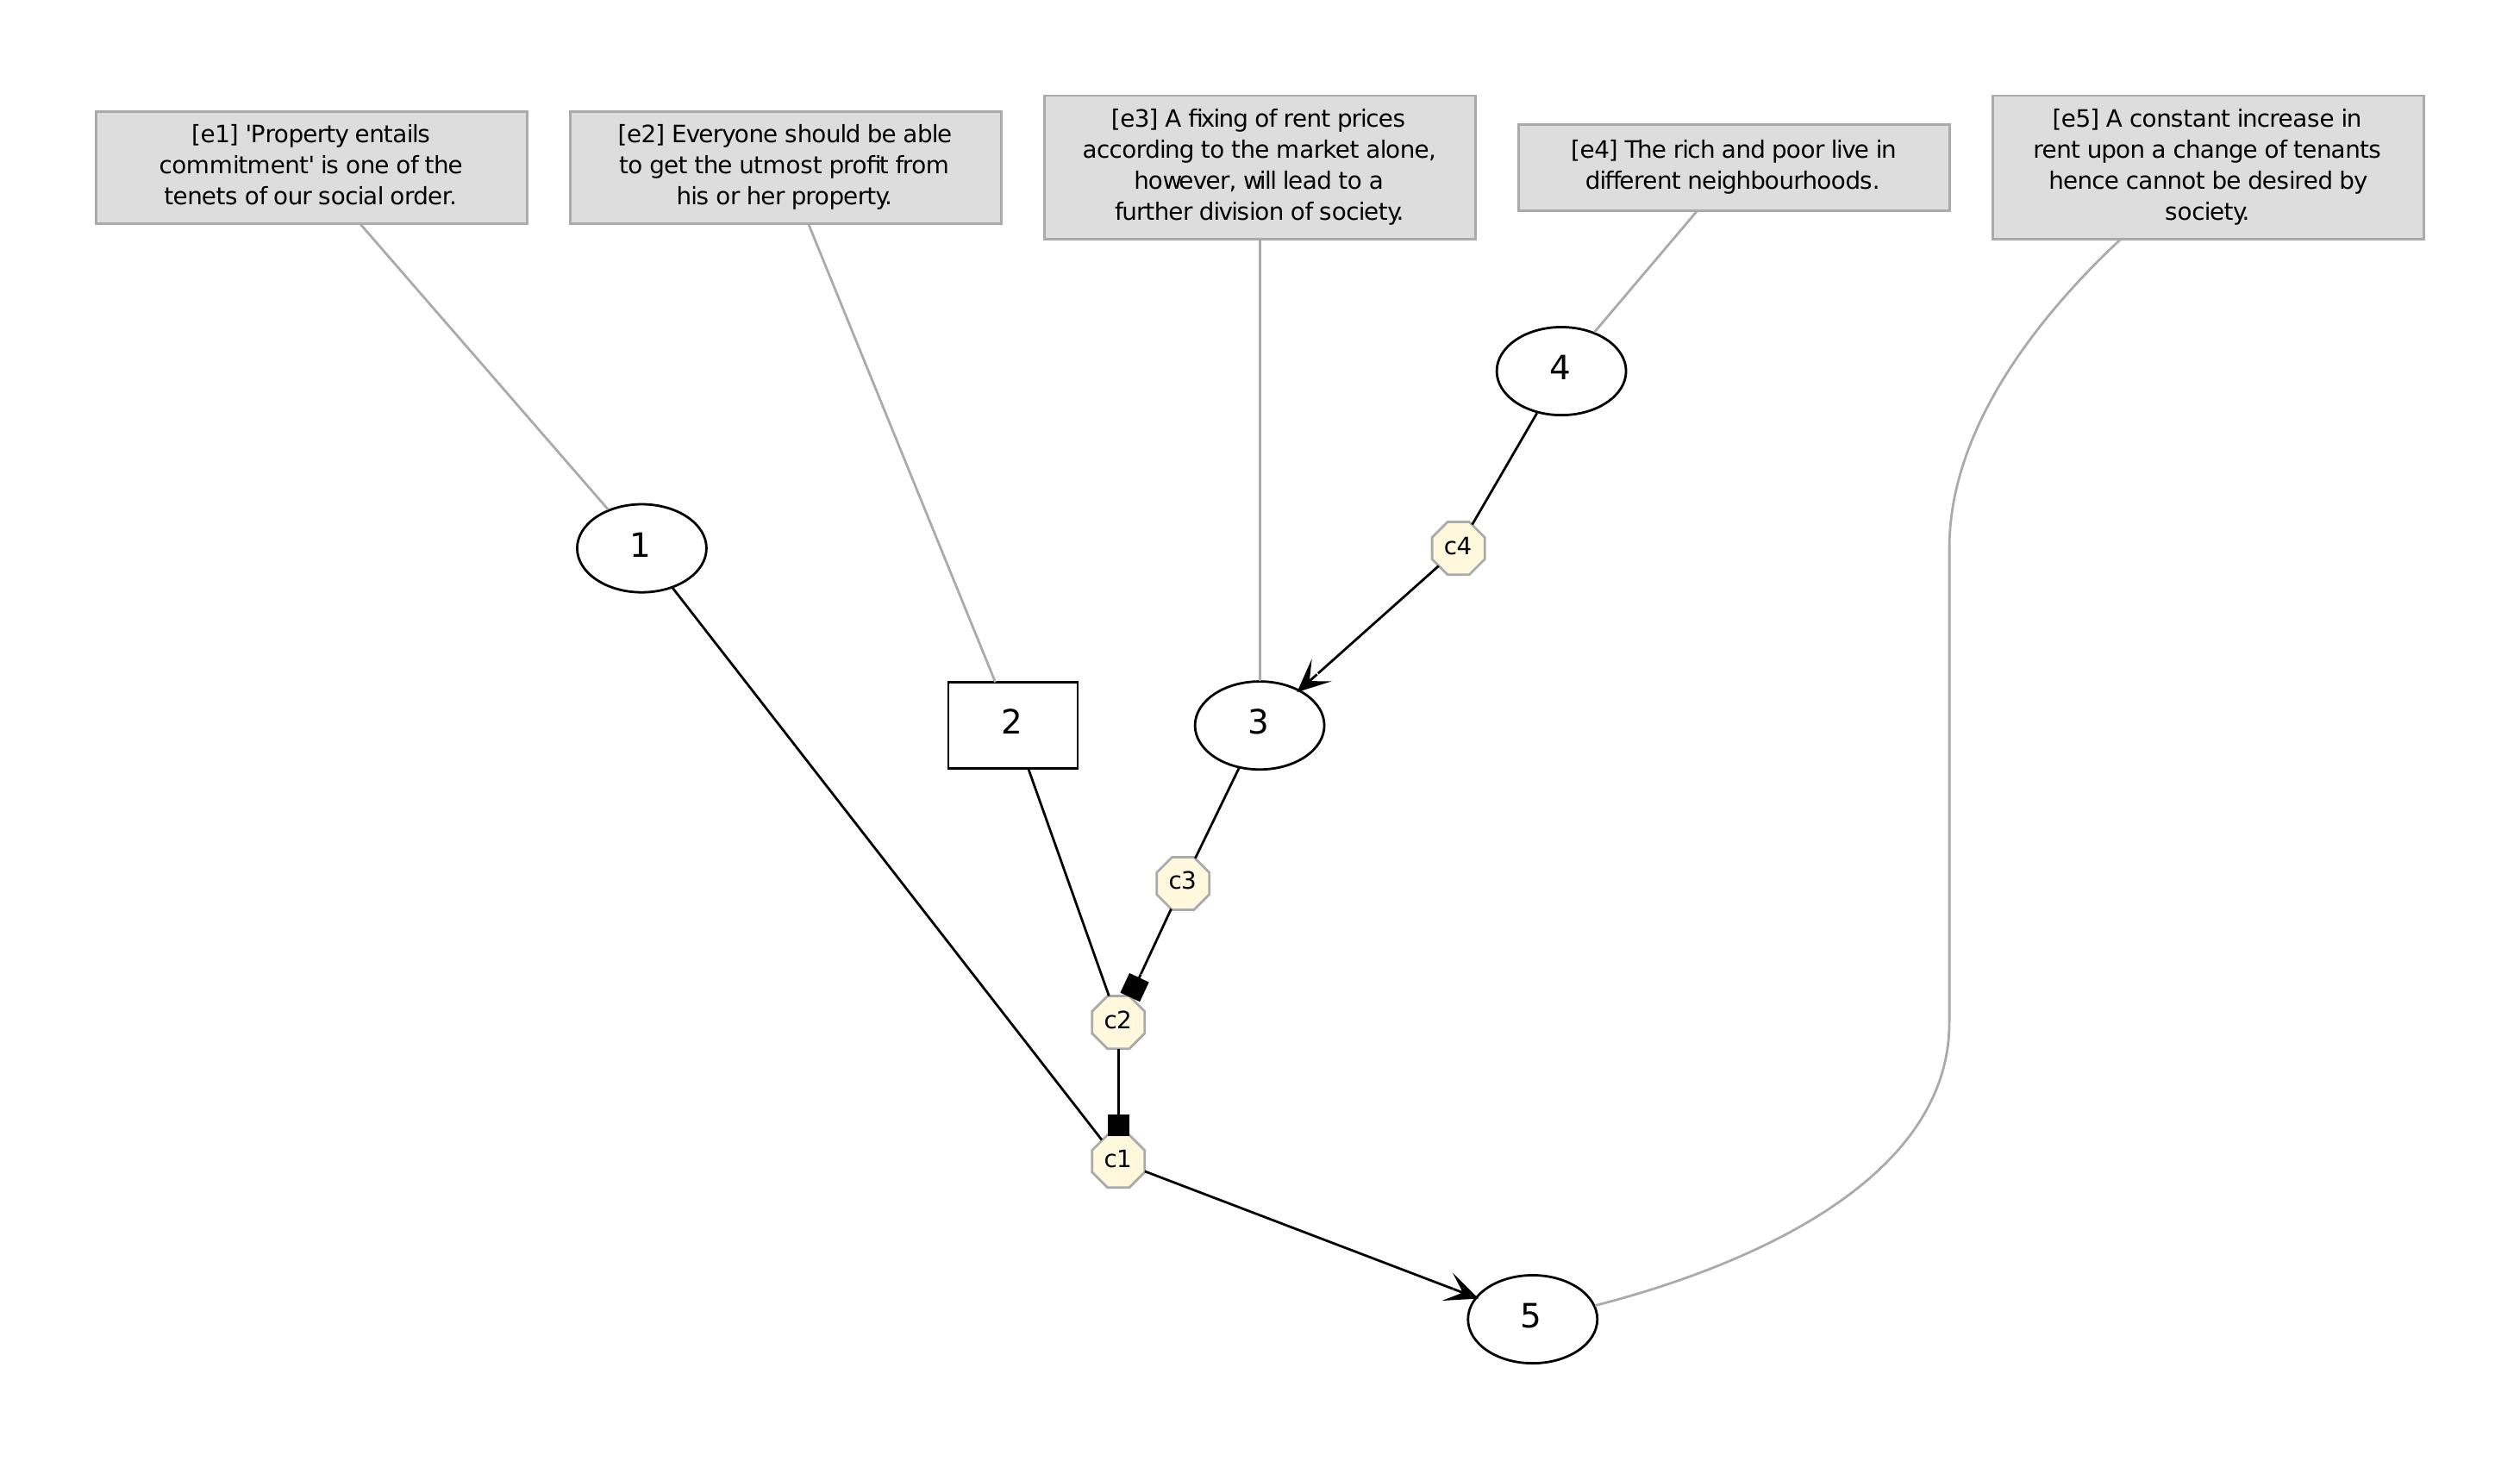 [e1] 'Property entails
commitment' is one of the
tenets of our social order.
[e2] Everyone should be able
to get the utmost profit from
his or her property.
[e3] A fixing of rent prices
according to the market alone,
however, will lead to a
further division of society.
[e4] The rich and poor live in
different neighbourhoods.
[e5] A constant increase in
rent upon a change of tenants
hence cannot be desired by
society.
4
1
c4
2
3
c3
c2
c1
5